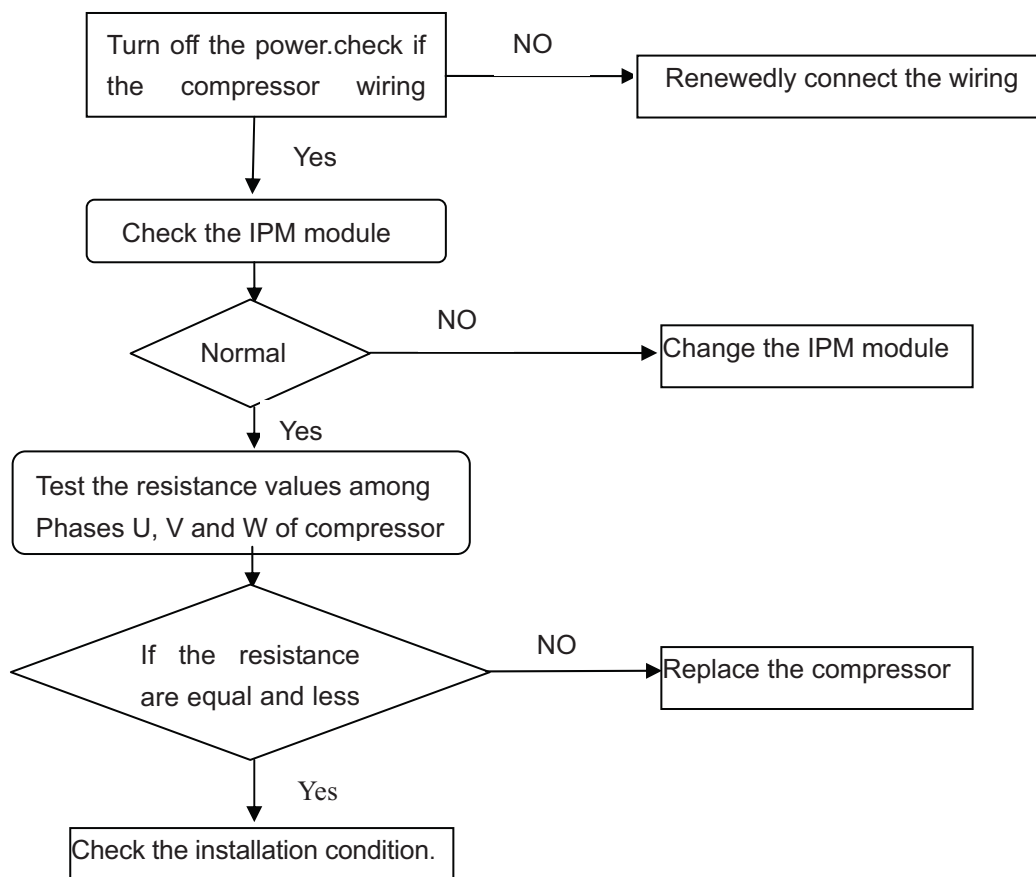 Turn off the power.check if
the compressor wiring
NO
Renewedly connect the wiring
Yes
Check the IPM module
Normal
NO
Change the IPM module
Yes
Test the resistance values among
Phases U, V and W of compressor
If the resistance
are equal and less
NO
Replace the compressor
Yes
Check the installation condition.